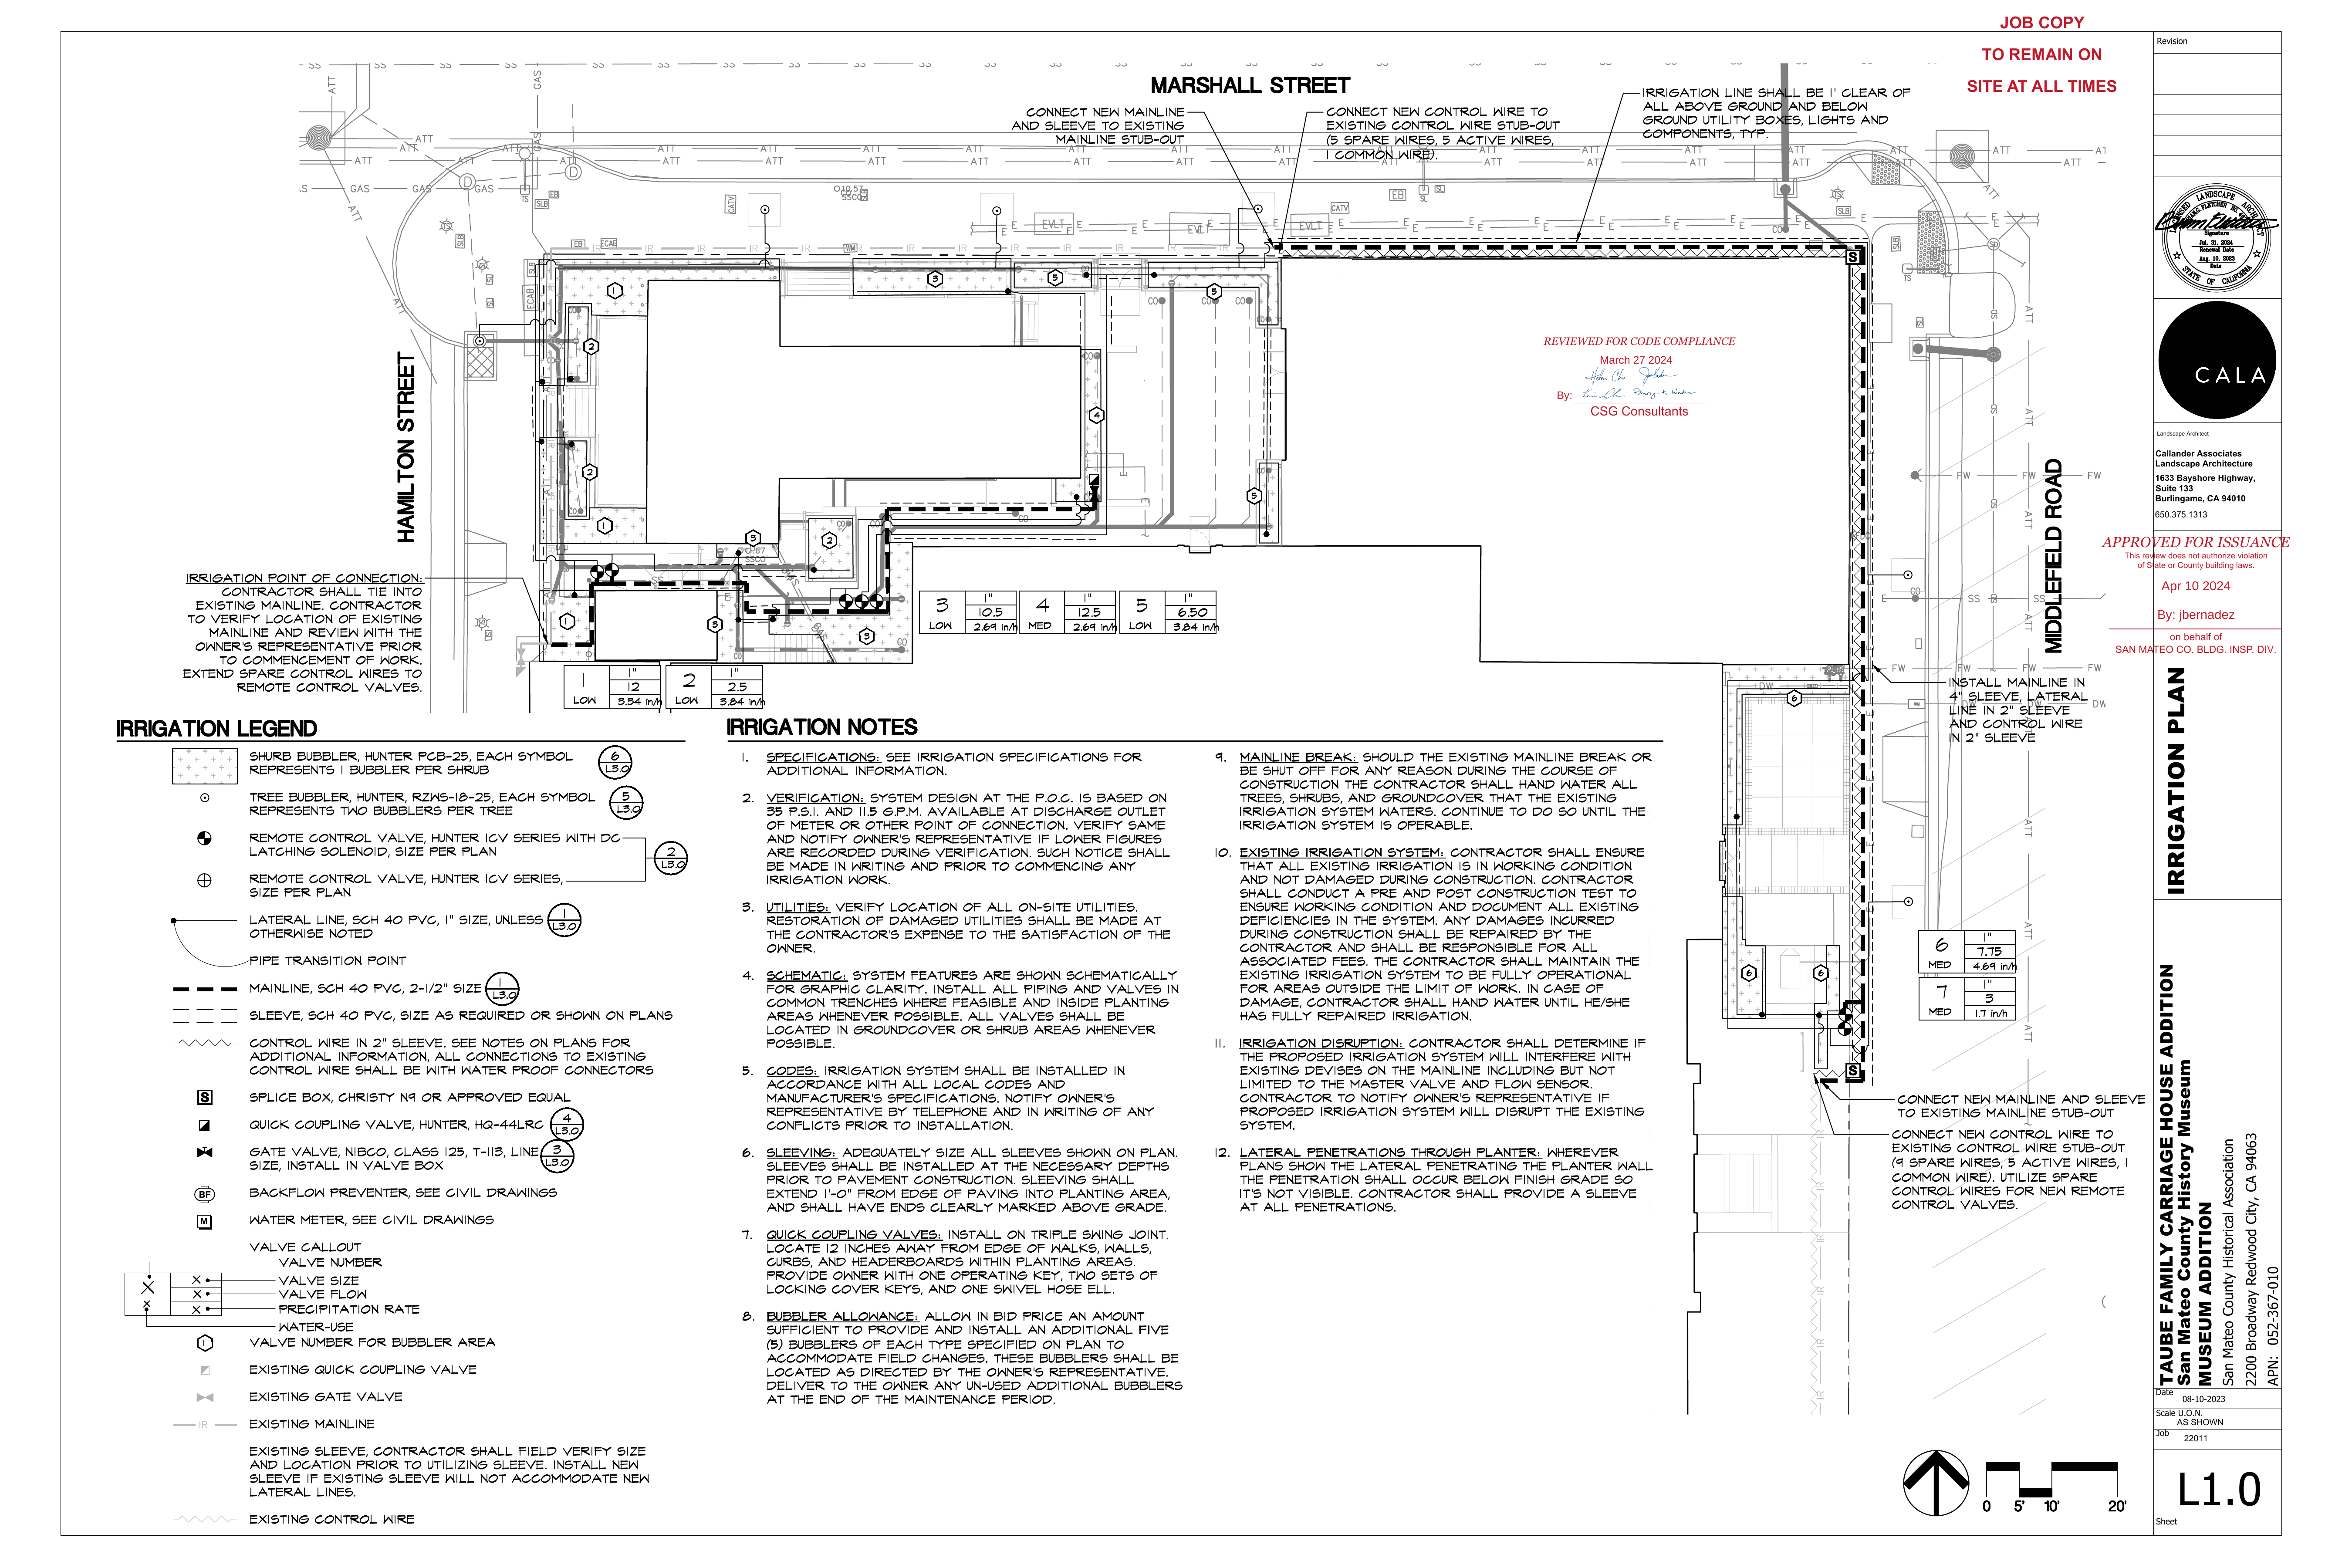 JOB COPY
TO REMAIN ON
SITE AT ALL TIMES
MARSHALL STREET
HAMILTON STREET
MIDDLEFIELD ROAD
CONNECT NEW MAINLINE
AND SLEEVE TO EXISTING
MAINLINE STUB-OUT
CONNECT NEW CONTROL WIRE TO
EXISTING CONTROL WIRE STUB-OUT
(5 SPARE WIRES, 5 ACTIVE WIRES,
1 COMMON WIRE).
IRRIGATION LINE SHALL BE 1' CLEAR OF
ALL ABOVE GROUND AND BELOW
GROUND UTILITY BOXES, LIGHTS AND
COMPONENTS, TYP.
REVIEWED FOR CODE COMPLIANCE
March 27 2024
By:
CSG Consultants
IRRIGATION POINT OF CONNECTION:
CONTRACTOR SHALL TIE INTO
EXISTING MAINLINE. CONTRACTOR
TO VERIFY LOCATION OF EXISTING
MAINLINE AND REVIEW WITH THE
OWNER'S REPRESENTATIVE PRIOR
TO COMMENCEMENT OF WORK.
EXTEND SPARE CONTROL WIRES TO
REMOTE CONTROL VALVES.
3 LOW 1" 10.5 2.69 in/h
4 MED 1" 12.5 2.69 in/h
5 LOW 1" 6.50 3.84 in/h
1 LOW 1" 12 3.34 in/h
2 LOW 1" 2.5 3.84 in/h
6 MED 1" 7.75 4.69 in/h
7 MED 1" 3 1.7 in/h
INSTALL MAINLINE IN
4" SLEEVE, LATERAL
LINE IN 2" SLEEVE
AND CONTROL WIRE
IN 2" SLEEVE
CONNECT NEW MAINLINE AND SLEEVE
TO EXISTING MAINLINE STUB-OUT
CONNECT NEW CONTROL WIRE TO
EXISTING CONTROL WIRE STUB-OUT
(9 SPARE WIRES, 5 ACTIVE WIRES, 1
COMMON WIRE). UTILIZE SPARE
CONTROL WIRES FOR NEW REMOTE
CONTROL VALVES.
IRRIGATION LEGEND
SHURB BUBBLER, HUNTER PCB-25, EACH SYMBOL
REPRESENTS 1 BUBBLER PER SHRUB
6 L3.0
TREE BUBBLER, HUNTER, RZWS-18-25, EACH SYMBOL
REPRESENTS TWO BUBBLERS PER TREE
5 L3.0
REMOTE CONTROL VALVE, HUNTER ICV SERIES WITH DC
LATCHING SOLENOID, SIZE PER PLAN
2 L3.0
REMOTE CONTROL VALVE, HUNTER ICV SERIES,
SIZE PER PLAN
LATERAL LINE, SCH 40 PVC, 1" SIZE, UNLESS
OTHERWISE NOTED
1 L3.0
PIPE TRANSITION POINT
MAINLINE, SCH 40 PVC, 2-1/2" SIZE
1 L3.0
SLEEVE, SCH 40 PVC, SIZE AS REQUIRED OR SHOWN ON PLANS
CONTROL WIRE IN 2" SLEEVE. SEE NOTES ON PLANS FOR
ADDITIONAL INFORMATION, ALL CONNECTIONS TO EXISTING
CONTROL WIRE SHALL BE WITH WATER PROOF CONNECTORS
S SPLICE BOX, CHRISTY N9 OR APPROVED EQUAL
QUICK COUPLING VALVE, HUNTER, HQ-44LRC
4 L3.0
GATE VALVE, NIBCO, CLASS 125, T-113, LINE
SIZE, INSTALL IN VALVE BOX
3 L3.0
BF BACKFLOW PREVENTER, SEE CIVIL DRAWINGS
M WATER METER, SEE CIVIL DRAWINGS
VALVE CALLOUT
VALVE NUMBER
X X VALVE SIZE
X VALVE FLOW
X X PRECIPITATION RATE
WATER-USE
1 VALVE NUMBER FOR BUBBLER AREA
EXISTING QUICK COUPLING VALVE
EXISTING GATE VALVE
IR EXISTING MAINLINE
EXISTING SLEEVE, CONTRACTOR SHALL FIELD VERIFY SIZE
AND LOCATION PRIOR TO UTILIZING SLEEVE. INSTALL NEW
SLEEVE IF EXISTING SLEEVE WILL NOT ACCOMMODATE NEW
LATERAL LINES.
EXISTING CONTROL WIRE
IRRIGATION NOTES
1. SPECIFICATIONS: SEE IRRIGATION SPECIFICATIONS FOR
ADDITIONAL INFORMATION.
2. VERIFICATION: SYSTEM DESIGN AT THE P.O.C. IS BASED ON
35 P.S.I. AND 11.5 G.P.M. AVAILABLE AT DISCHARGE OUTLET
OF METER OR OTHER POINT OF CONNECTION. VERIFY SAME
AND NOTIFY OWNER'S REPRESENTATIVE IF LOWER FIGURES
ARE RECORDED DURING VERIFICATION. SUCH NOTICE SHALL
BE MADE IN WRITING AND PRIOR TO COMMENCING ANY
IRRIGATION WORK.
3. UTILITIES: VERIFY LOCATION OF ALL ON-SITE UTILITIES.
RESTORATION OF DAMAGED UTILITIES SHALL BE MADE AT
THE CONTRACTOR'S EXPENSE TO THE SATISFACTION OF THE
OWNER.
4. SCHEMATIC: SYSTEM FEATURES ARE SHOWN SCHEMATICALLY
FOR GRAPHIC CLARITY. INSTALL ALL PIPING AND VALVES IN
COMMON TRENCHES WHERE FEASIBLE AND INSIDE PLANTING
AREAS WHENEVER POSSIBLE. ALL VALVES SHALL BE
LOCATED IN GROUNDCOVER OR SHRUB AREAS WHENEVER
POSSIBLE.
5. CODES: IRRIGATION SYSTEM SHALL BE INSTALLED IN
ACCORDANCE WITH ALL LOCAL CODES AND
MANUFACTURER'S SPECIFICATIONS. NOTIFY OWNER'S
REPRESENTATIVE BY TELEPHONE AND IN WRITING OF ANY
CONFLICTS PRIOR TO INSTALLATION.
6. SLEEVING: ADEQUATELY SIZE ALL SLEEVES SHOWN ON PLAN.
SLEEVES SHALL BE INSTALLED AT THE NECESSARY DEPTHS
PRIOR TO PAVEMENT CONSTRUCTION. SLEEVING SHALL
EXTEND 1'-0" FROM EDGE OF PAVING INTO PLANTING AREA,
AND SHALL HAVE ENDS CLEARLY MARKED ABOVE GRADE.
7. QUICK COUPLING VALVES: INSTALL ON TRIPLE SWING JOINT.
LOCATE 12 INCHES AWAY FROM EDGE OF WALKS, WALLS,
CURBS, AND HEADERBOARDS WITHIN PLANTING AREAS.
PROVIDE OWNER WITH ONE OPERATING KEY, TWO SETS OF
LOCKING COVER KEYS, AND ONE SWIVEL HOSE ELL.
8. BUBBLER ALLOWANCE: ALLOW IN BID PRICE AN AMOUNT
SUFFICIENT TO PROVIDE AND INSTALL AN ADDITIONAL FIVE
(5) BUBBLERS OF EACH TYPE SPECIFIED ON PLAN TO
ACCOMMODATE FIELD CHANGES. THESE BUBBLERS SHALL BE
LOCATED AS DIRECTED BY THE OWNER'S REPRESENTATIVE.
DELIVER TO THE OWNER ANY UN-USED ADDITIONAL BUBBLERS
AT THE END OF THE MAINTENANCE PERIOD.
9. MAINLINE BREAK: SHOULD THE EXISTING MAINLINE BREAK OR
BE SHUT OFF FOR ANY REASON DURING THE COURSE OF
CONSTRUCTION THE CONTRACTOR SHALL HAND WATER ALL
TREES, SHRUBS, AND GROUNDCOVER THAT THE EXISTING
IRRIGATION SYSTEM WATERS. CONTINUE TO DO SO UNTIL THE
IRRIGATION SYSTEM IS OPERABLE.
10. EXISTING IRRIGATION SYSTEM: CONTRACTOR SHALL ENSURE
THAT ALL EXISTING IRRIGATION IS IN WORKING CONDITION
AND NOT DAMAGED DURING CONSTRUCTION. CONTRACTOR
SHALL CONDUCT A PRE AND POST CONSTRUCTION TEST TO
ENSURE WORKING CONDITION AND DOCUMENT ALL EXISTING
DEFICIENCIES IN THE SYSTEM. ANY DAMAGES INCURRED
DURING CONSTRUCTION SHALL BE REPAIRED BY THE
CONTRACTOR AND SHALL BE RESPONSIBLE FOR ALL
ASSOCIATED FEES. THE CONTRACTOR SHALL MAINTAIN THE
EXISTING IRRIGATION SYSTEM TO BE FULLY OPERATIONAL
FOR AREAS OUTSIDE THE LIMIT OF WORK. IN CASE OF
DAMAGE, CONTRACTOR SHALL HAND WATER UNTIL HE/SHE
HAS FULLY REPAIRED IRRIGATION.
11. IRRIGATION DISRUPTION: CONTRACTOR SHALL DETERMINE IF
THE PROPOSED IRRIGATION SYSTEM WILL INTERFERE WITH
EXISTING DEVISES ON THE MAINLINE INCLUDING BUT NOT
LIMITED TO THE MASTER VALVE AND FLOW SENSOR.
CONTRACTOR TO NOTIFY OWNER'S REPRESENTATIVE IF
PROPOSED IRRIGATION SYSTEM WILL DISRUPT THE EXISTING
SYSTEM.
12. LATERAL PENETRATIONS THROUGH PLANTER: WHEREVER
PLANS SHOW THE LATERAL PENETRATING THE PLANTER WALL
THE PENETRATION SHALL OCCUR BELOW FINISH GRADE SO
IT'S NOT VISIBLE. CONTRACTOR SHALL PROVIDE A SLEEVE
AT ALL PENETRATIONS.
0 5' 10' 20'
Revision
LICENSED LANDSCAPE ARCHITECT
Signature
Jul. 31, 2024
Renewal Date
Aug. 10, 2023
Date
STATE OF CALIFORNIA
CALA
Landscape Architect
Callander Associates
Landscape Architecture
1633 Bayshore Highway,
Suite 133
Burlingame, CA 94010
650.375.1313
APPROVED FOR ISSUANCE
This review does not authorize violation
of State or County building laws.
Apr 10 2024
By: jbernadez
on behalf of
SAN MATEO CO. BLDG. INSP. DIV.
IRRIGATION PLAN
TAUBE FAMILY CARRIAGE HOUSE ADDITION
San Mateo County History Museum
MUSEUM ADDITION
San Mateo County Historical Association
2200 Broadway Redwood City, CA 94063
APN: 052-367-010
Date
08-10-2023
Scale U.O.N.
AS SHOWN
Job
22011
L1.0
Sheet